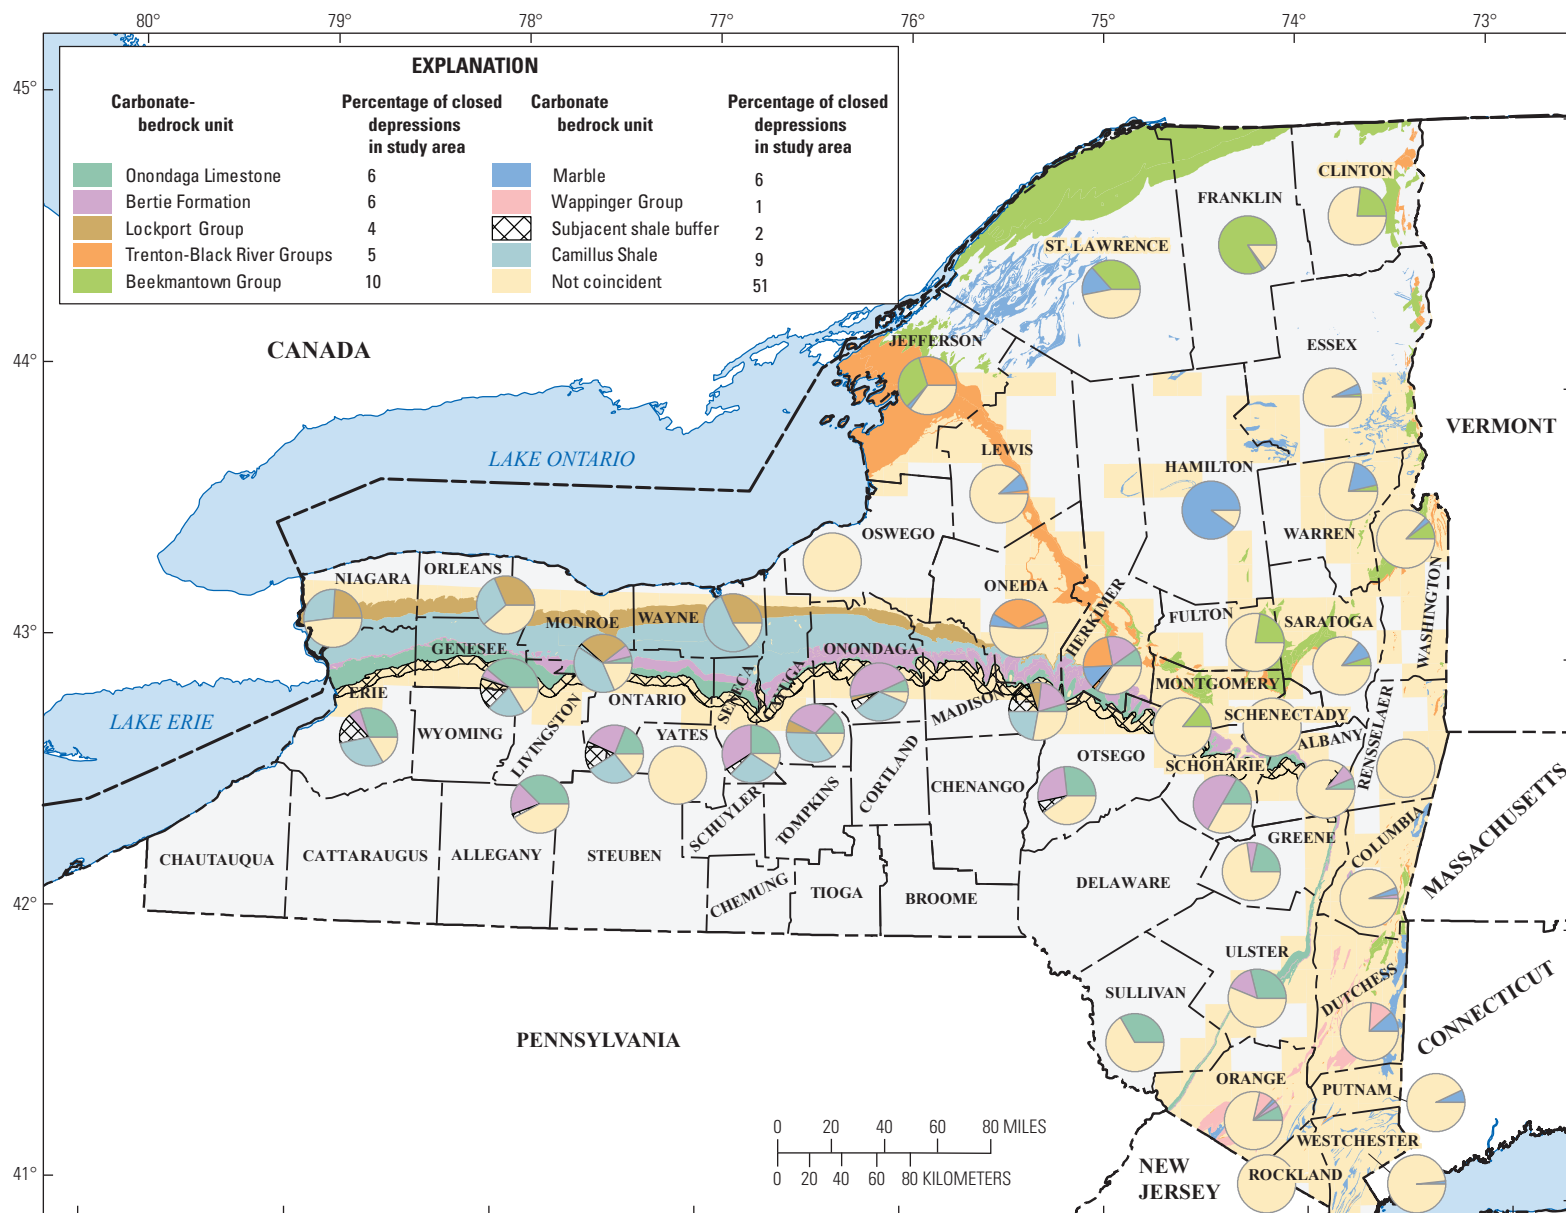 80° 79° 78° 77° 76° 75° 74° 73°
45°
44°
43°
42°
41°
EXPLANATION
Carbonate-
bedrock unit
Percentage of closed
depressions
in study area
Carbonate
bedrock unit
Percentage of closed
depressions
in study area
Onondaga Limestone 6
Bertie Formation 6
Lockport Group 4
Trenton-Black River Groups 5
Beekmantown Group 10
Marble 6
Wappinger Group 1
Subjacent shale buffer 2
Camillus Shale 9
Not coincident 51
CANADA
CLINTON
FRANKLIN
ST. LAWRENCE
JEFFERSON
ESSEX
VERMONT
LAKE ONTARIO
LEWIS
HAMILTON
OSWEGO
WARREN
NIAGARA
ORLEANS
MONROE
WAYNE
ONEIDA
HERKIMER
FULTON
SARATOGA
WASHINGTON
GENESEE
ERIE
ONTARIO
SENECA
CAYUGA
ONONDAGA
MADISON
MONTGOMERY
SCHENECTADY
ALBANY
RENSSELAER
LAKE ERIE
WYOMING
LIVINGSTON
YATES
CORTLAND
CHENANGO
OTSEGO
SCHOHARIE
MASSACHUSETTS
CHAUTAUQUA
CATTARAUGUS
ALLEGANY
STEUBEN
SCHUYLER
TOMPKINS
CHEMUNG
TIOGA
BROOME
DELAWARE
GREENE
COLUMBIA
ULSTER
SULLIVAN
DUTCHESS
CONNECTICUT
PENNSYLVANIA
ORANGE
PUTNAM
WESTCHESTER
ROCKLAND
NEW
JERSEY
0 20 40 60 80 MILES
0 20 40 60 80 KILOMETERS